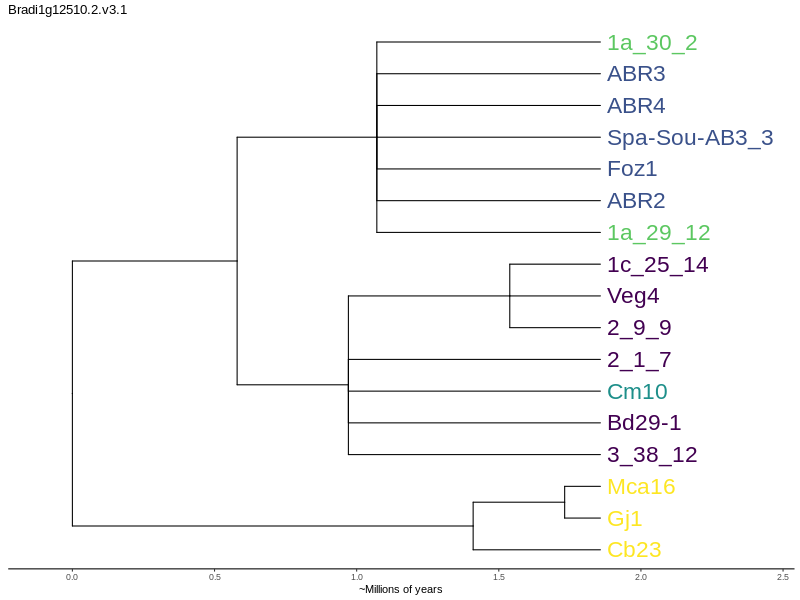 Bradi1g12510.2.v3.1
1a_30_2
ABR3
ABR4
Spa-Sou-AB3_3
Foz1
ABR2
1a_29_12
1c_25_14
Veg4
2_9_9
2_1_7
Cm10
Bd29-1
3_38_12
Mca16
Gj1
Cb23
0.0 0.5 1.0 1.5 2.0 2.5
~Millions of years